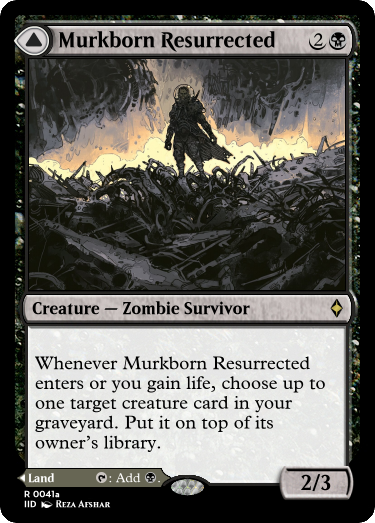 Murkborn Resurrected 2
Creature — Zombie Survivor
Whenever Murkborn Resurrected
enters or you gain life, choose up to
one target creature card in your
graveyard. Put it on top of its
owner's library.
Land : Add .
2/3
R 0041a
IID Reza Afshar